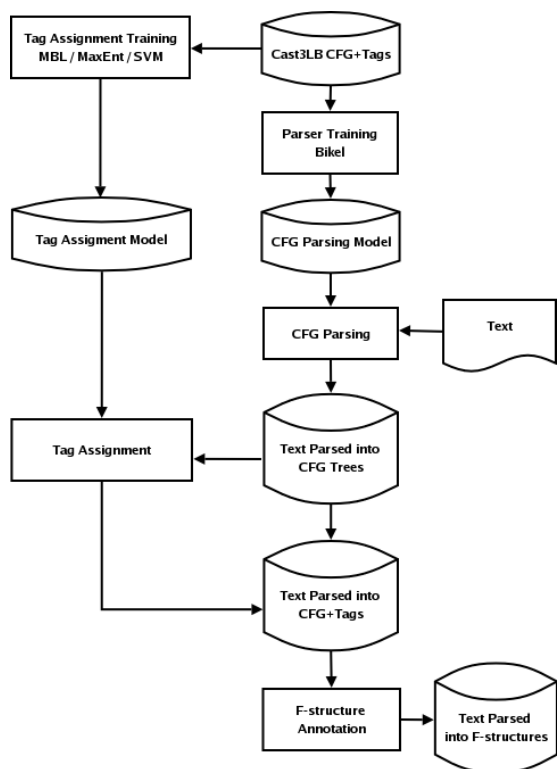 Tag Assignment Training
MBL / MaxEnt / SVM
Cast3LB CFG+Tags
Parser Training
Bikel
Tag Assigment Model
CFG Parsing Model
CFG Parsing
Text
Tag Assignment
Text Parsed into
CFG Trees
Text Parsed into
CFG+Tags
F-structure
Annotation
Text Parsed
into F-structures